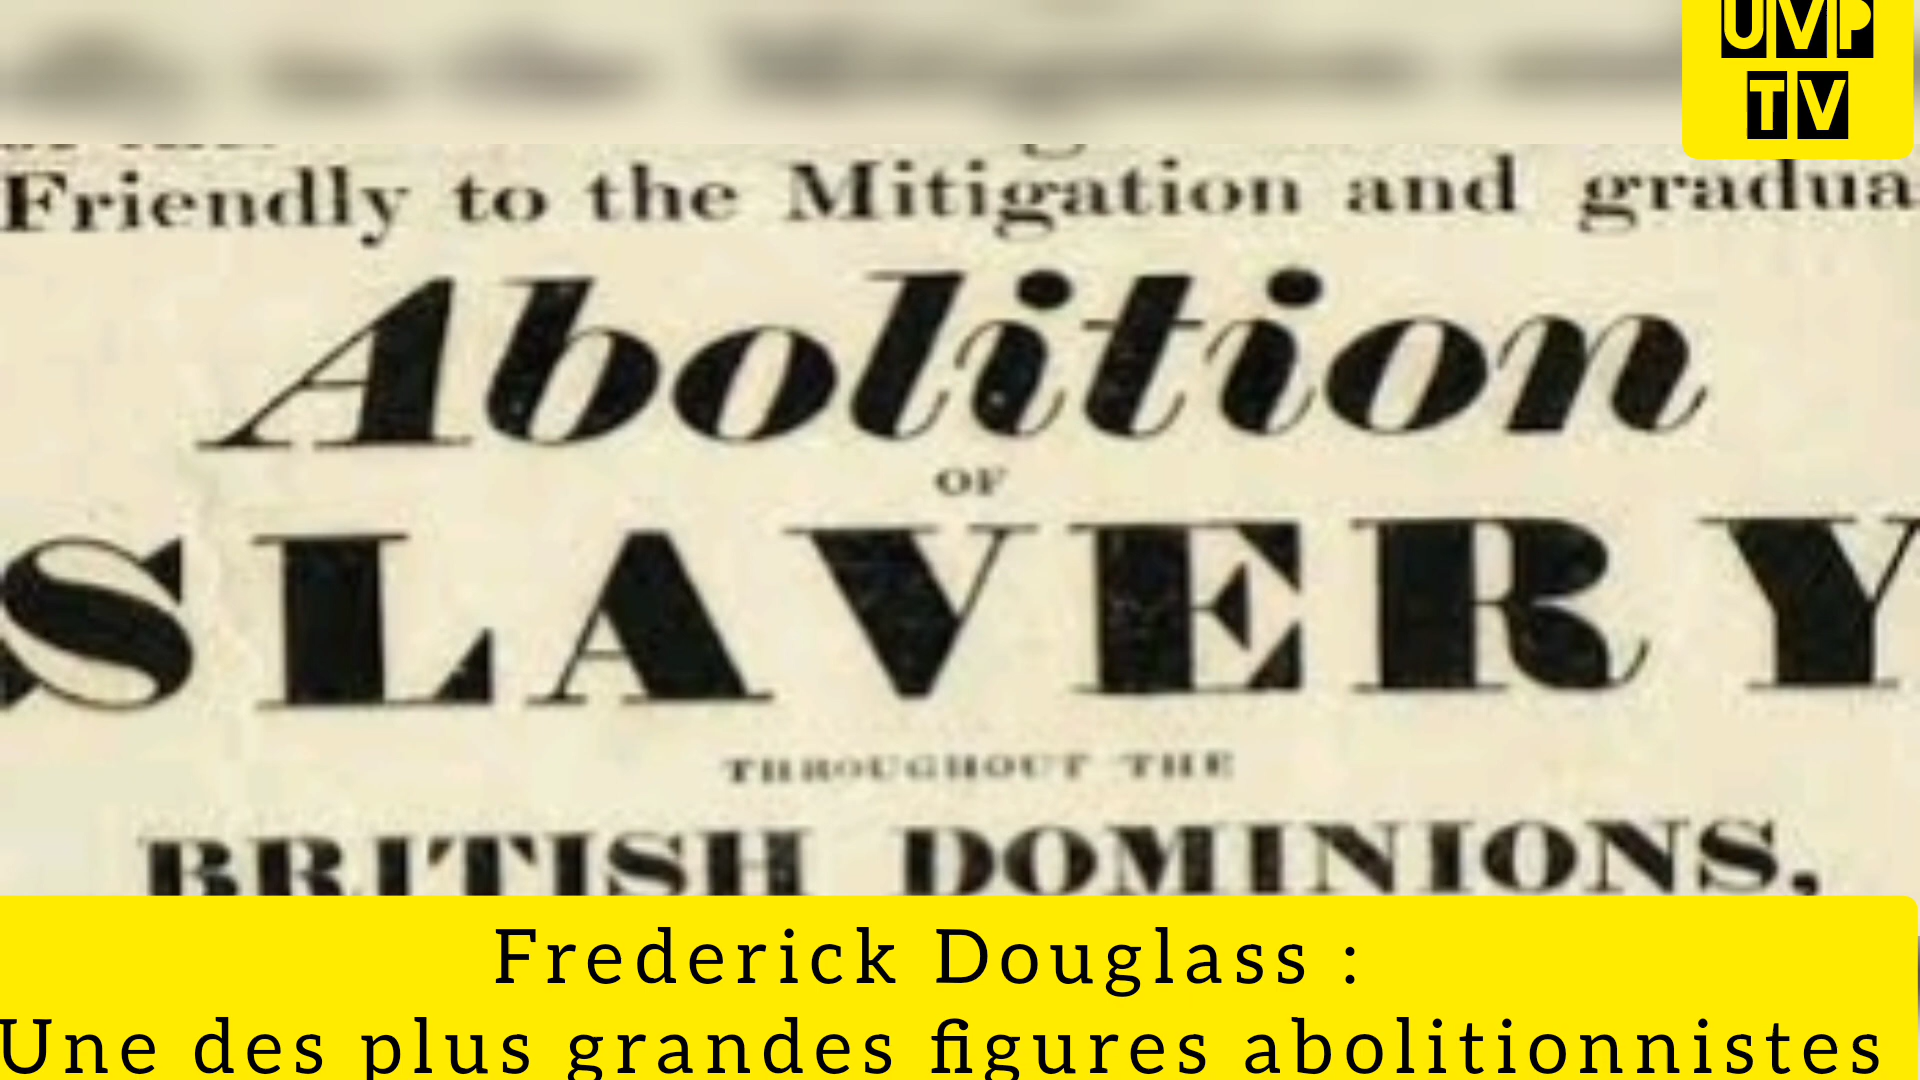 UVP
TV
Friendly to the Mitigation and gradua
Abolition
OF
SLAVERY
THROUGHOUT THE
BRITISH DOMINIONS,
Frederick Douglass :
Une des plus grandes figures abolitionnistes